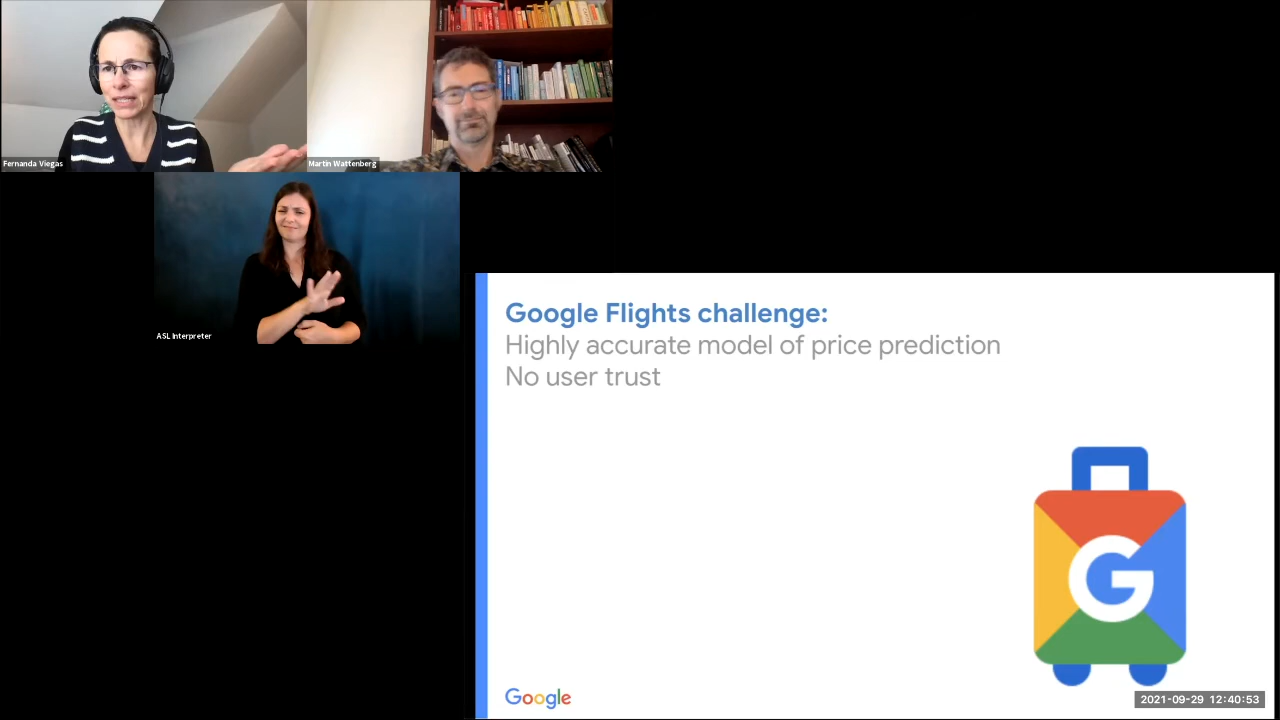 Fernanda Viegas
Martin Wattenberg
ASL Interpreter
Google Flights challenge:
Highly accurate model of price prediction
No user trust
G
Google
2021-09-29 12:40:53